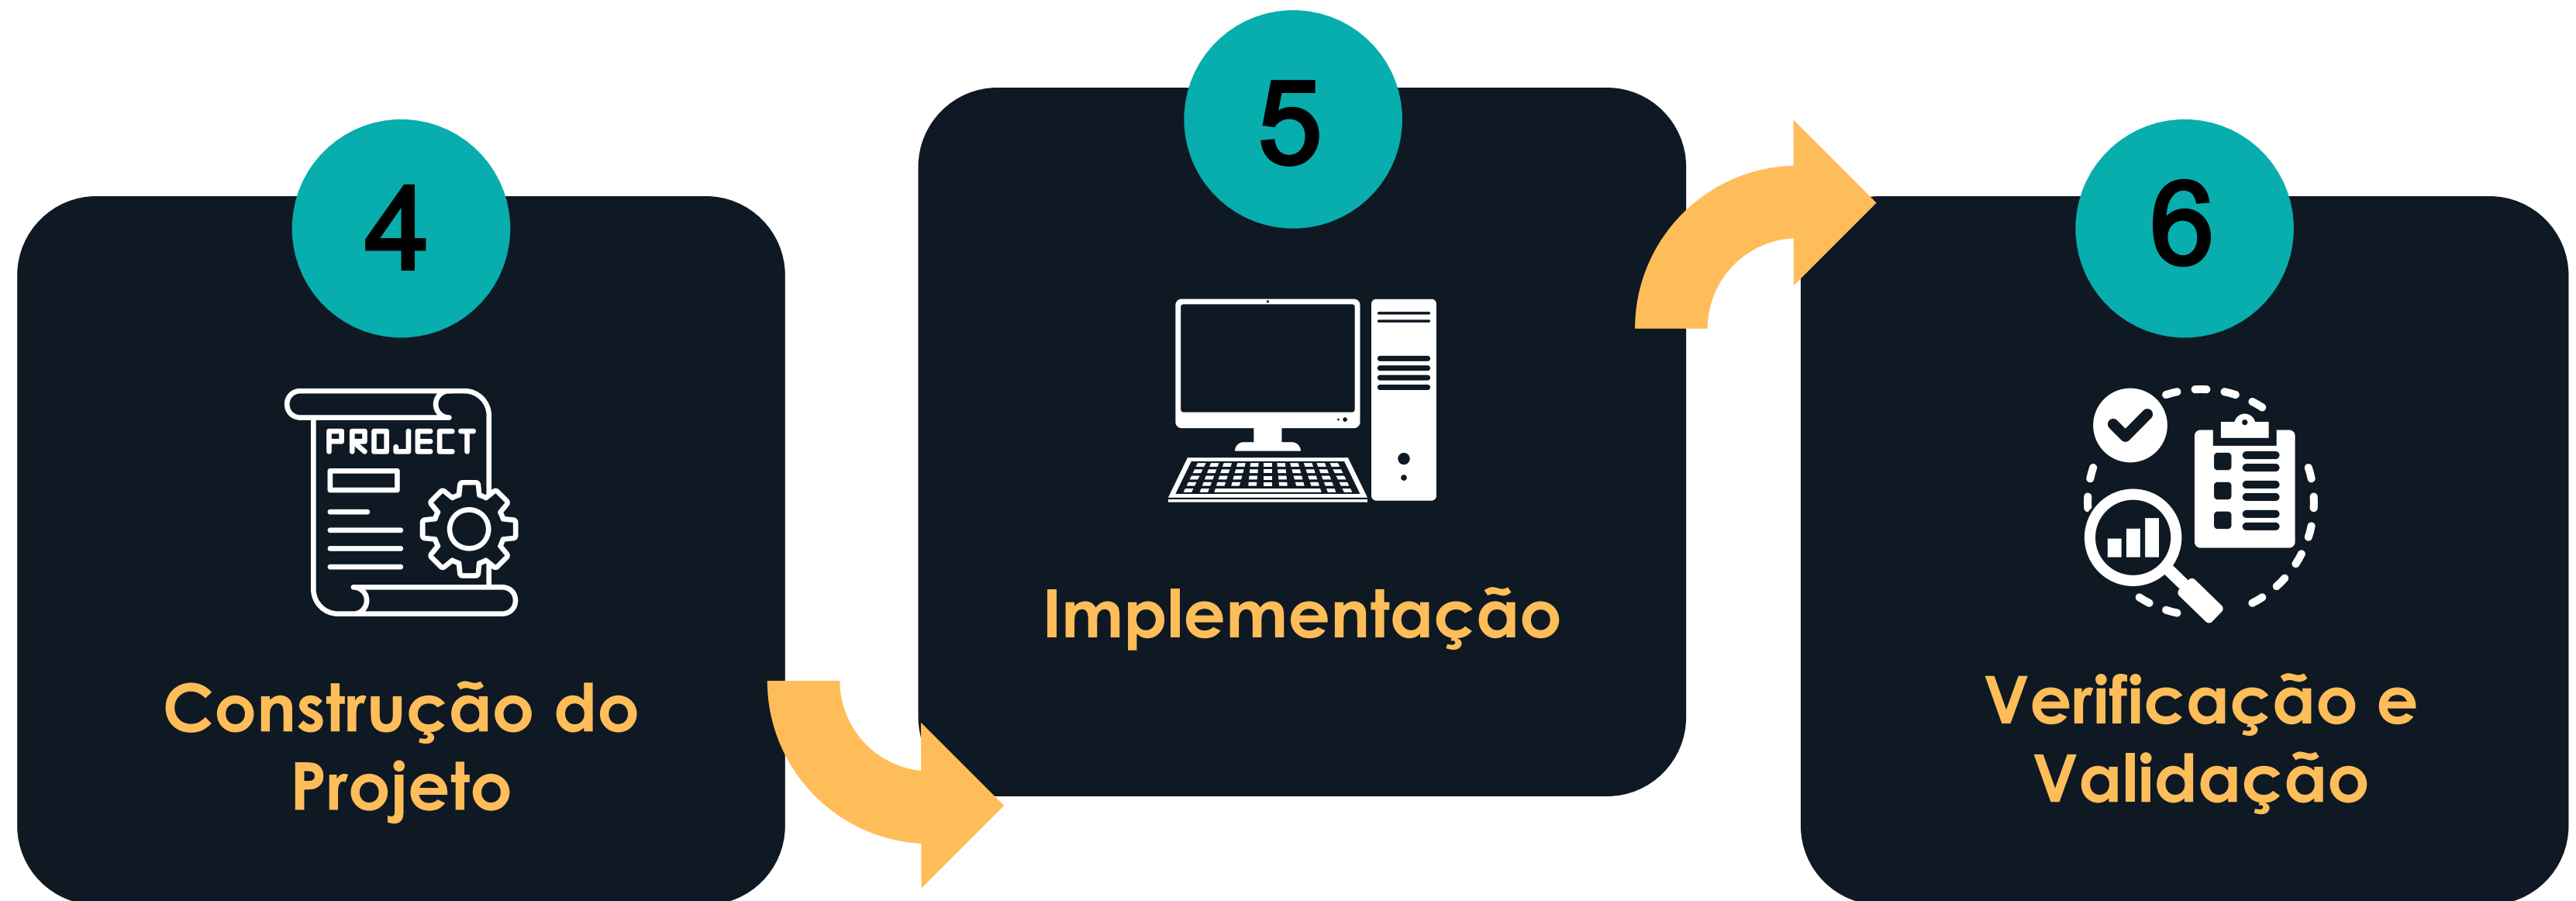 4
PROJECT
Construção do
Projeto
5
Implementação
6
Verificação e
Validação